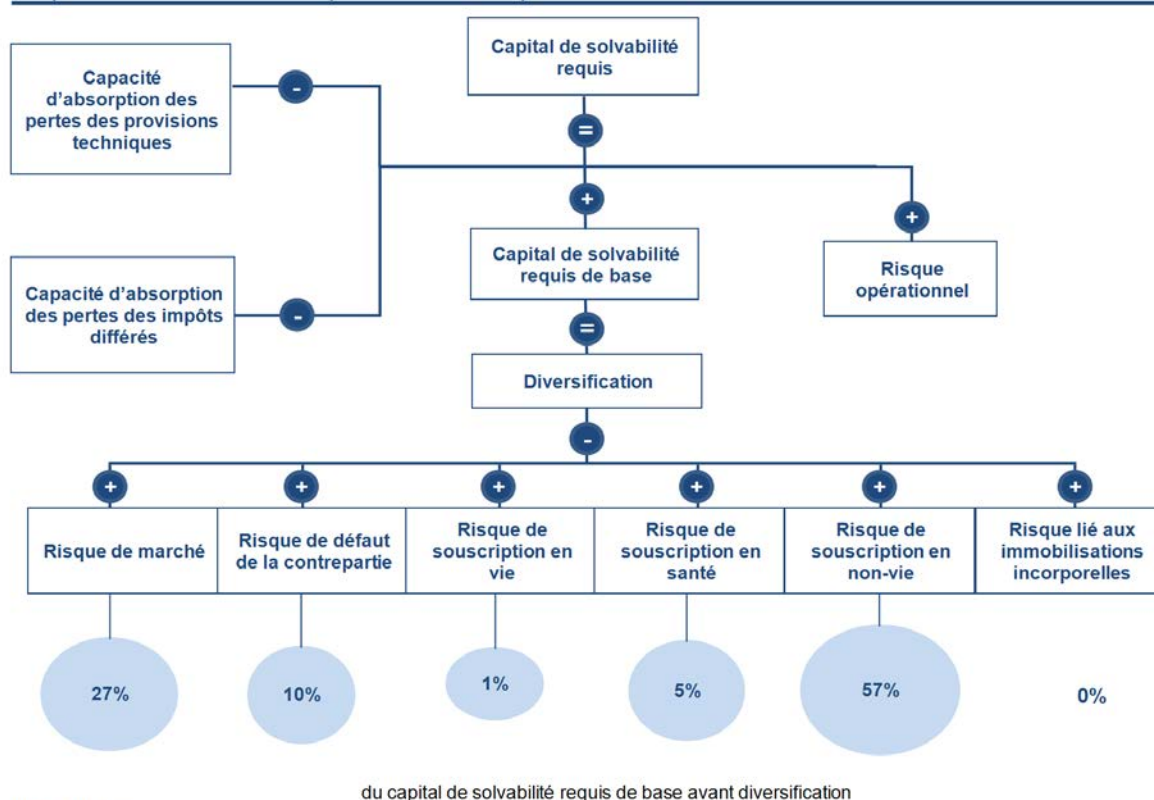 Capital de solvabilité
requis
Capacité
d'absorption des
pertes des provisions
techniques
-
=
+
+
Capital de solvabilité
requis de base
Risque
opérationnel
Capacité d'absorption
des pertes des impôts
différés
-
=
Diversification
-
+
+
+
+
+
+
Risque de marché
Risque de défaut
de la contrepartie
Risque de
souscription en
vie
Risque de
souscription en
santé
Risque de
souscription en
non-vie
Risque lié aux
immobilisations
incorporelles
27%
10%
1%
5%
57%
0%
du capital de solvabilité requis de base avant diversification